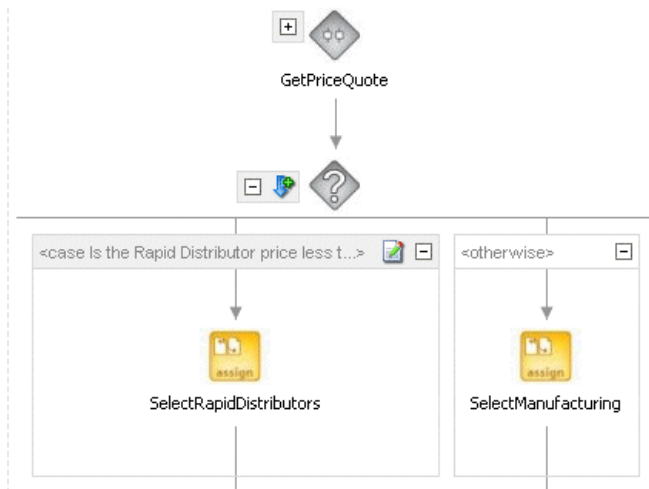 GetPriceQuote
<case Is the Rapid Distributor price less t...>
<otherwise>
assign
assign
SelectRapidDistributors
SelectManufacturing